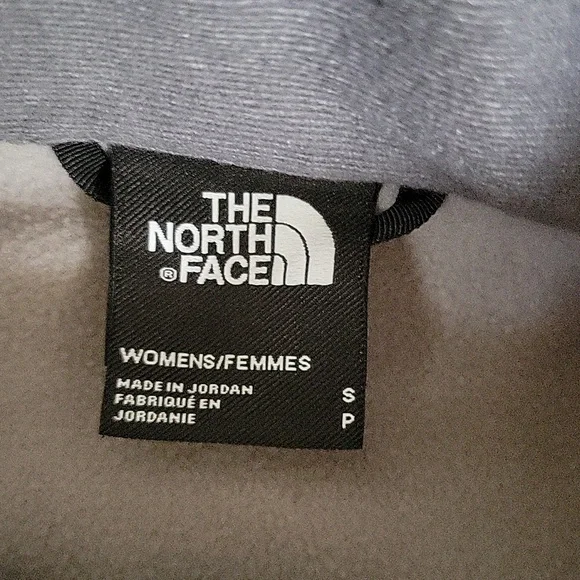 THE
NORTH
® FACE
WOMENS/FEMMES
MADE IN JORDAN
FABRIQUÉ EN
JORDANIE
S
P